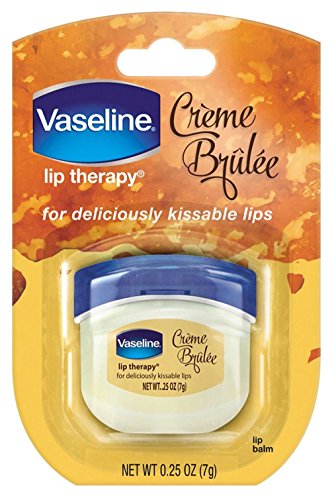 Vaseline®
Crème
Brûlée
lip therapy®
for deliciously kissable lips
Vaseline
Crème
Brûlée
lip therapy®
for deliciously kissable lips
NET WT. .25 OZ (7g)
lip
balm
NET WT 0.25 OZ (7g)